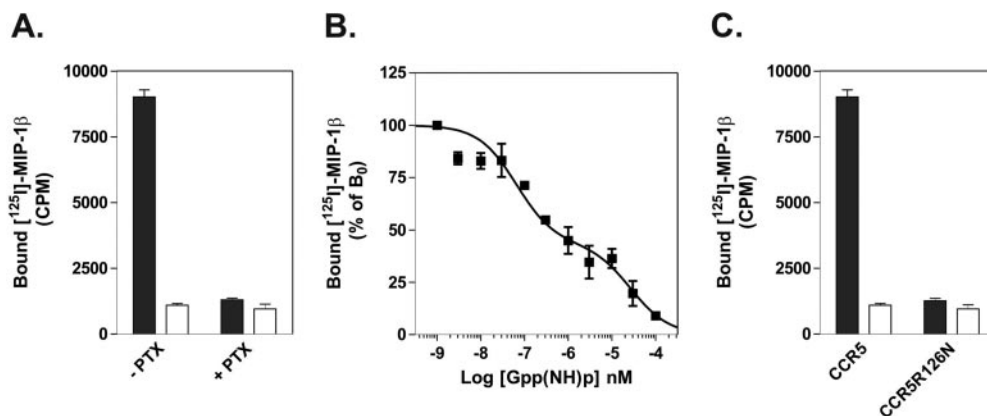 A.
B.
C.
Bound [¹²⁵I]-MIP-1β
(CPM)
10000
7500
5000
2500
0
- PTX
+ PTX
Bound [¹²⁵I]-MIP-1β
(% of B₀)
125
100
75
50
25
0
-9
-8
-7
-6
-5
-4
Log [Gpp(NH)p] nM
Bound [¹²⁵I]-MIP-1β
(CPM)
10000
7500
5000
2500
0
CCR5
CCR5R126N